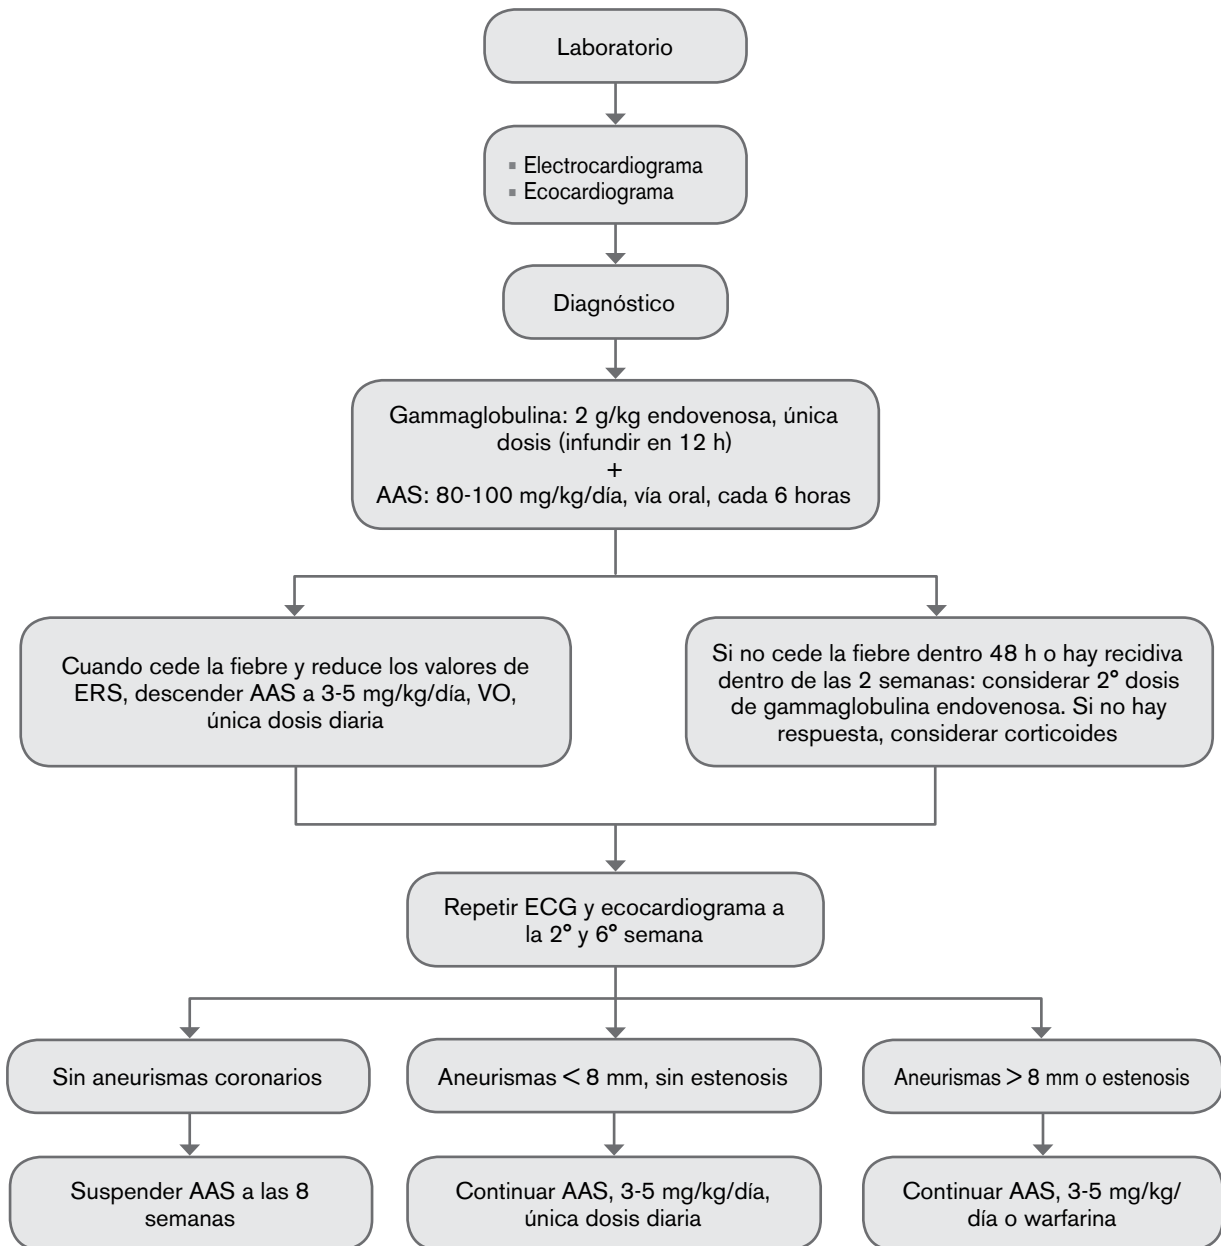 Laboratorio
▪ Electrocardiograma
▪ Ecocardiograma
Diagnóstico
Gammaglobulina: 2 g/kg endovenosa, única
dosis (infundir en 12 h)
+
AAS: 80-100 mg/kg/día, vía oral, cada 6 horas
Cuando cede la fiebre y reduce los valores de
ERS, descender AAS a 3-5 mg/kg/día, VO,
única dosis diaria
Si no cede la fiebre dentro 48 h o hay recidiva
dentro de las 2 semanas: considerar 2° dosis
de gammaglobulina endovenosa. Si no hay
respuesta, considerar corticoides
Repetir ECG y ecocardiograma a
la 2° y 6° semana
Sin aneurismas coronarios
Aneurismas < 8 mm, sin estenosis
Aneurismas > 8 mm o estenosis
Suspender AAS a las 8
semanas
Continuar AAS, 3-5 mg/kg/día,
única dosis diaria
Continuar AAS, 3-5 mg/kg/
día o warfarina